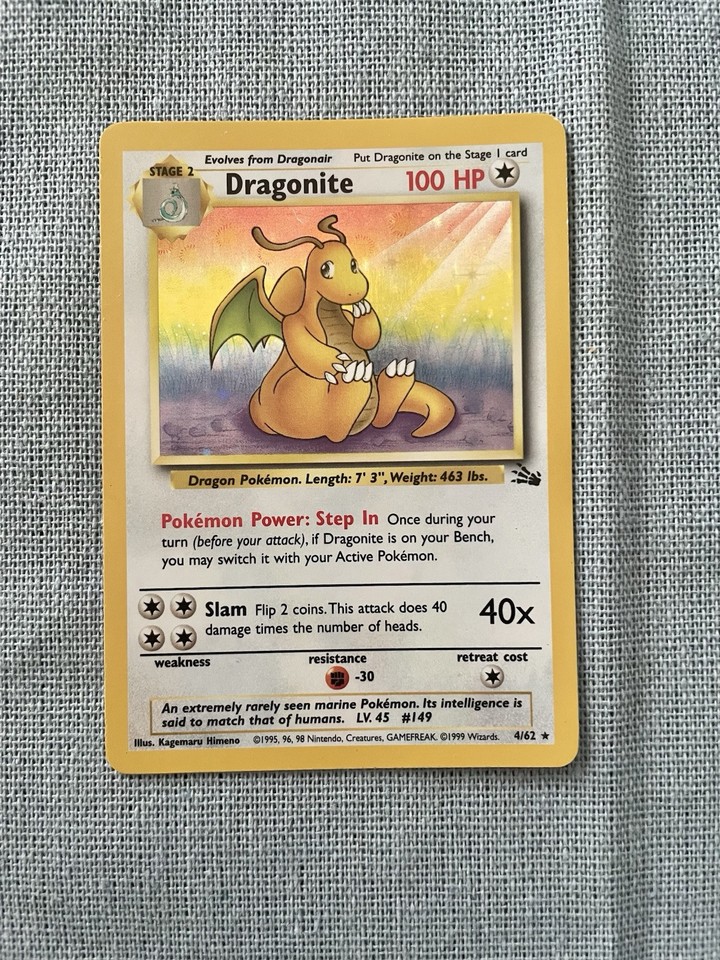 Evolves from Dragonair Put Dragonite on the Stage 1 card
STAGE 2
Dragonite 100 HP
Dragon Pokémon. Length: 7' 3", Weight: 463 lbs.
Pokémon Power: Step In Once during your
turn (before your attack), if Dragonite is on your Bench,
you may switch it with your Active Pokémon.
Slam Flip 2 coins. This attack does 40
damage times the number of heads.
40x
weakness resistance retreat cost
-30
An extremely rarely seen marine Pokémon. Its intelligence is
said to match that of humans. LV. 45 #149
Illus. Kagemaru Himeno ©1995, 96, 98 Nintendo, Creatures, GAMEFREAK. ©1999 Wizards. 4/62 ★